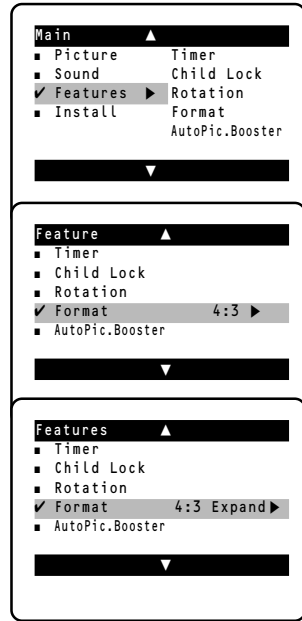 Main ▲
■ Picture Timer
■ Sound Child Lock
✔ Features ▶ Rotation
■ Install Format
AutoPic.Booster
▼
Feature ▲
■ Timer
■ Child Lock
■ Rotation
✔ Format 4:3 ▶
■ AutoPic.Booster
▼
Features ▲
■ Timer
■ Child Lock
■ Rotation
✔ Format 4:3 Expand ▶
■ AutoPic.Booster
▼